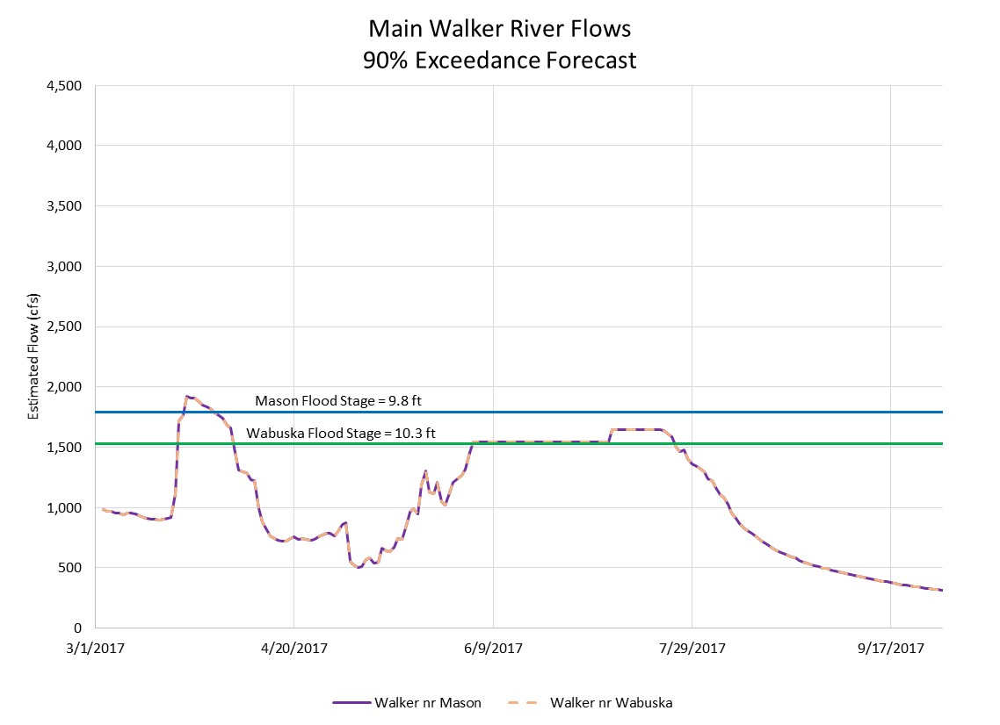 Main Walker River Flows
90% Exceedance Forecast
Estimated Flow (cfs)
4,500
4,000
3,500
3,000
2,500
2,000
1,500
1,000
500
0
Mason Flood Stage = 9.8 ft
Wabuska Flood Stage = 10.3 ft
3/1/2017 4/20/2017 6/9/2017 7/29/2017 9/17/2017
Walker nr Mason Walker nr Wabuska